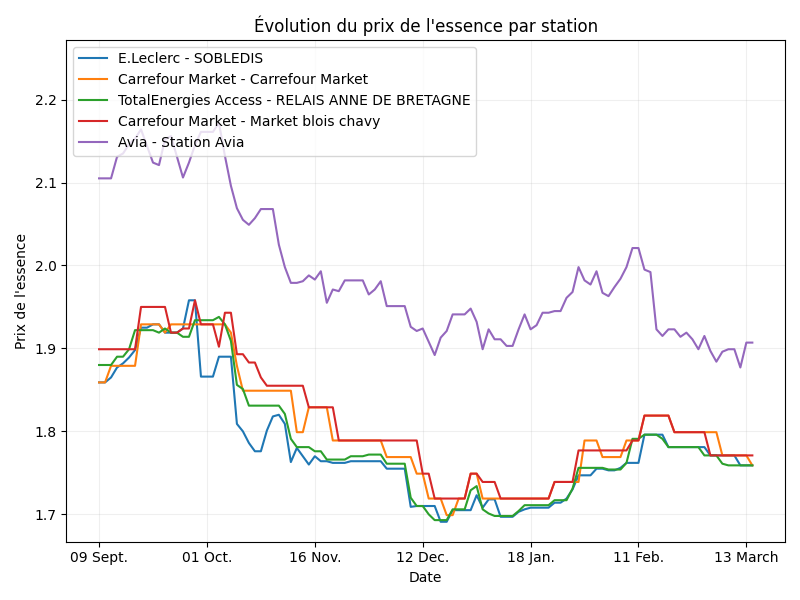 Évolution du prix de l'essence par station
E.Leclerc - SOBLEDIS
Carrefour Market - Carrefour Market
TotalEnergies Access - RELAIS ANNE DE BRETAGNE
Carrefour Market - Market blois chavy
Avia - Station Avia
Prix de l'essence
2.2
2.1
2.0
1.9
1.8
1.7
09 Sept.
01 Oct.
16 Nov.
12 Dec.
18 Jan.
11 Feb.
13 March
Date